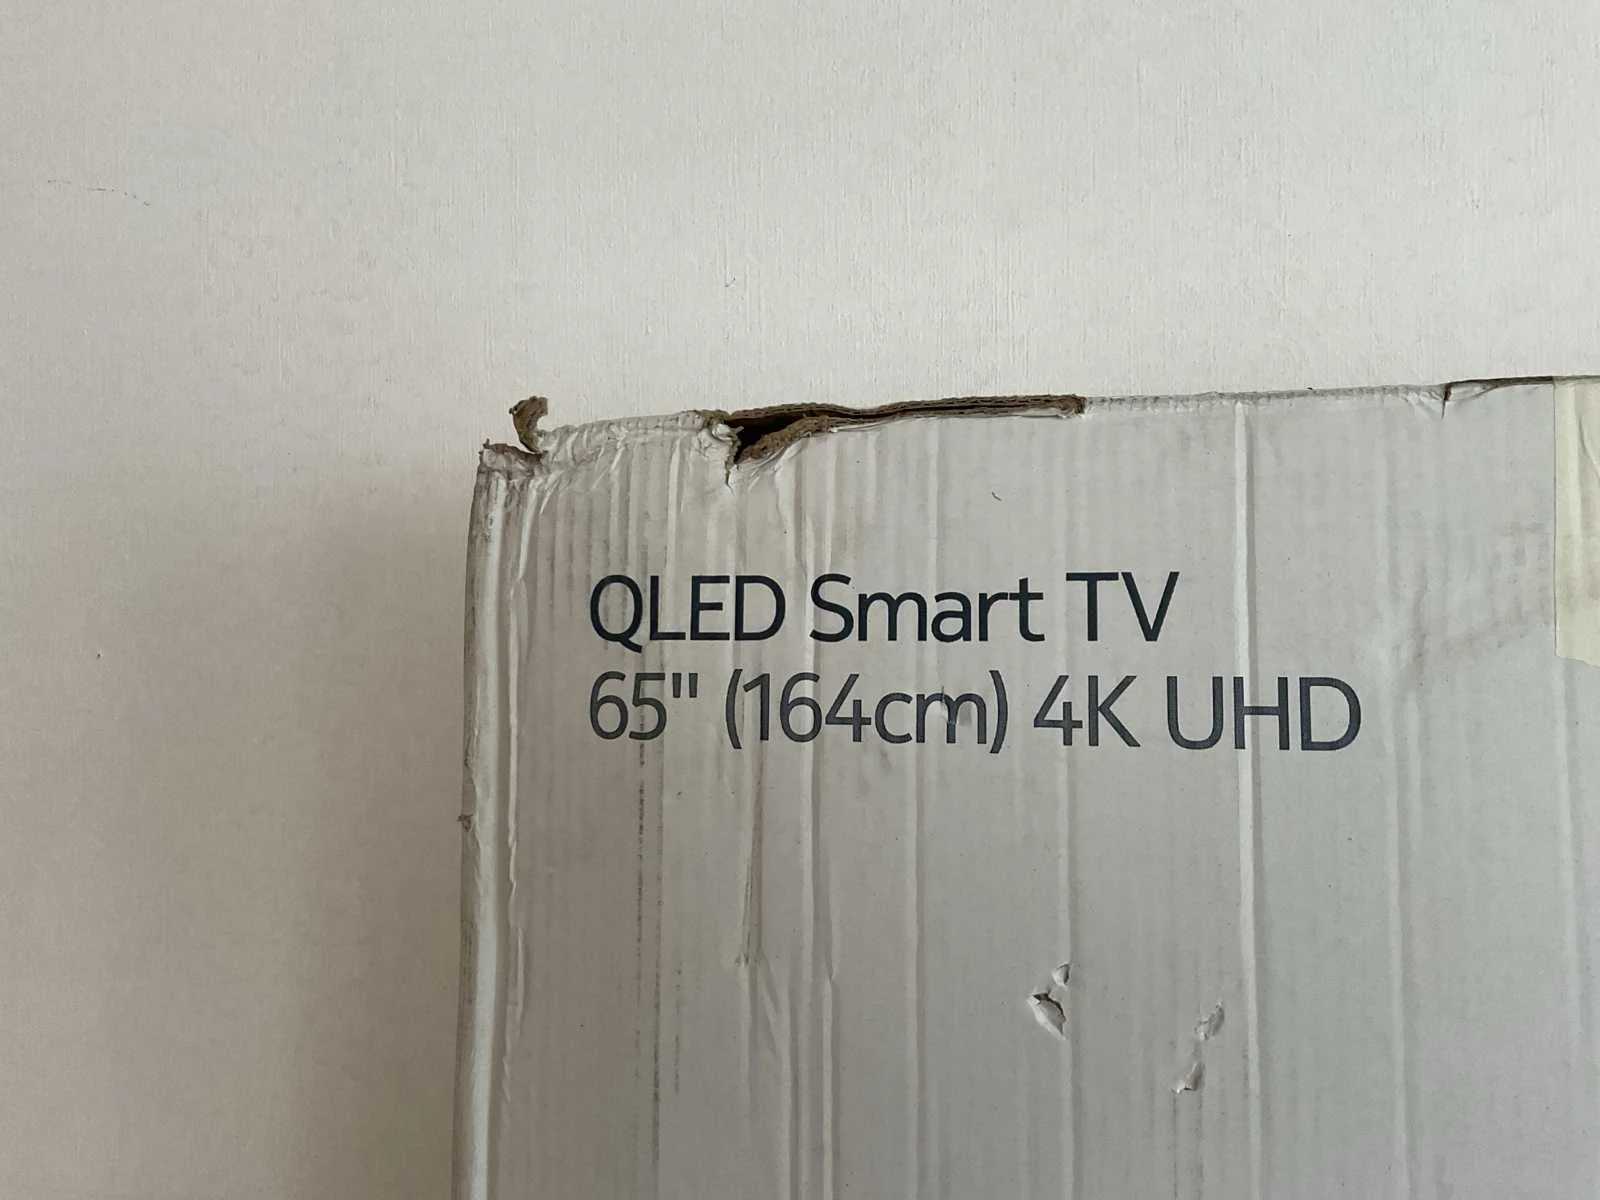 QLED Smart TV
65" (164cm) 4K UHD